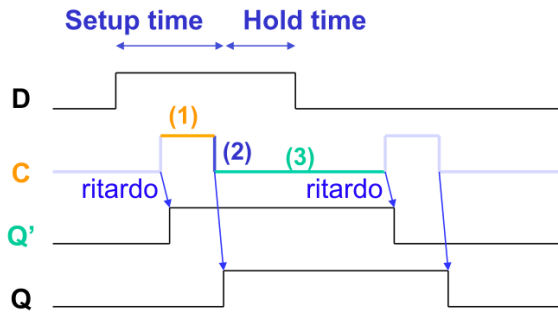 Setup time Hold time
D
(1)
(2) (3)
C
ritardo ritardo
Q’
Q